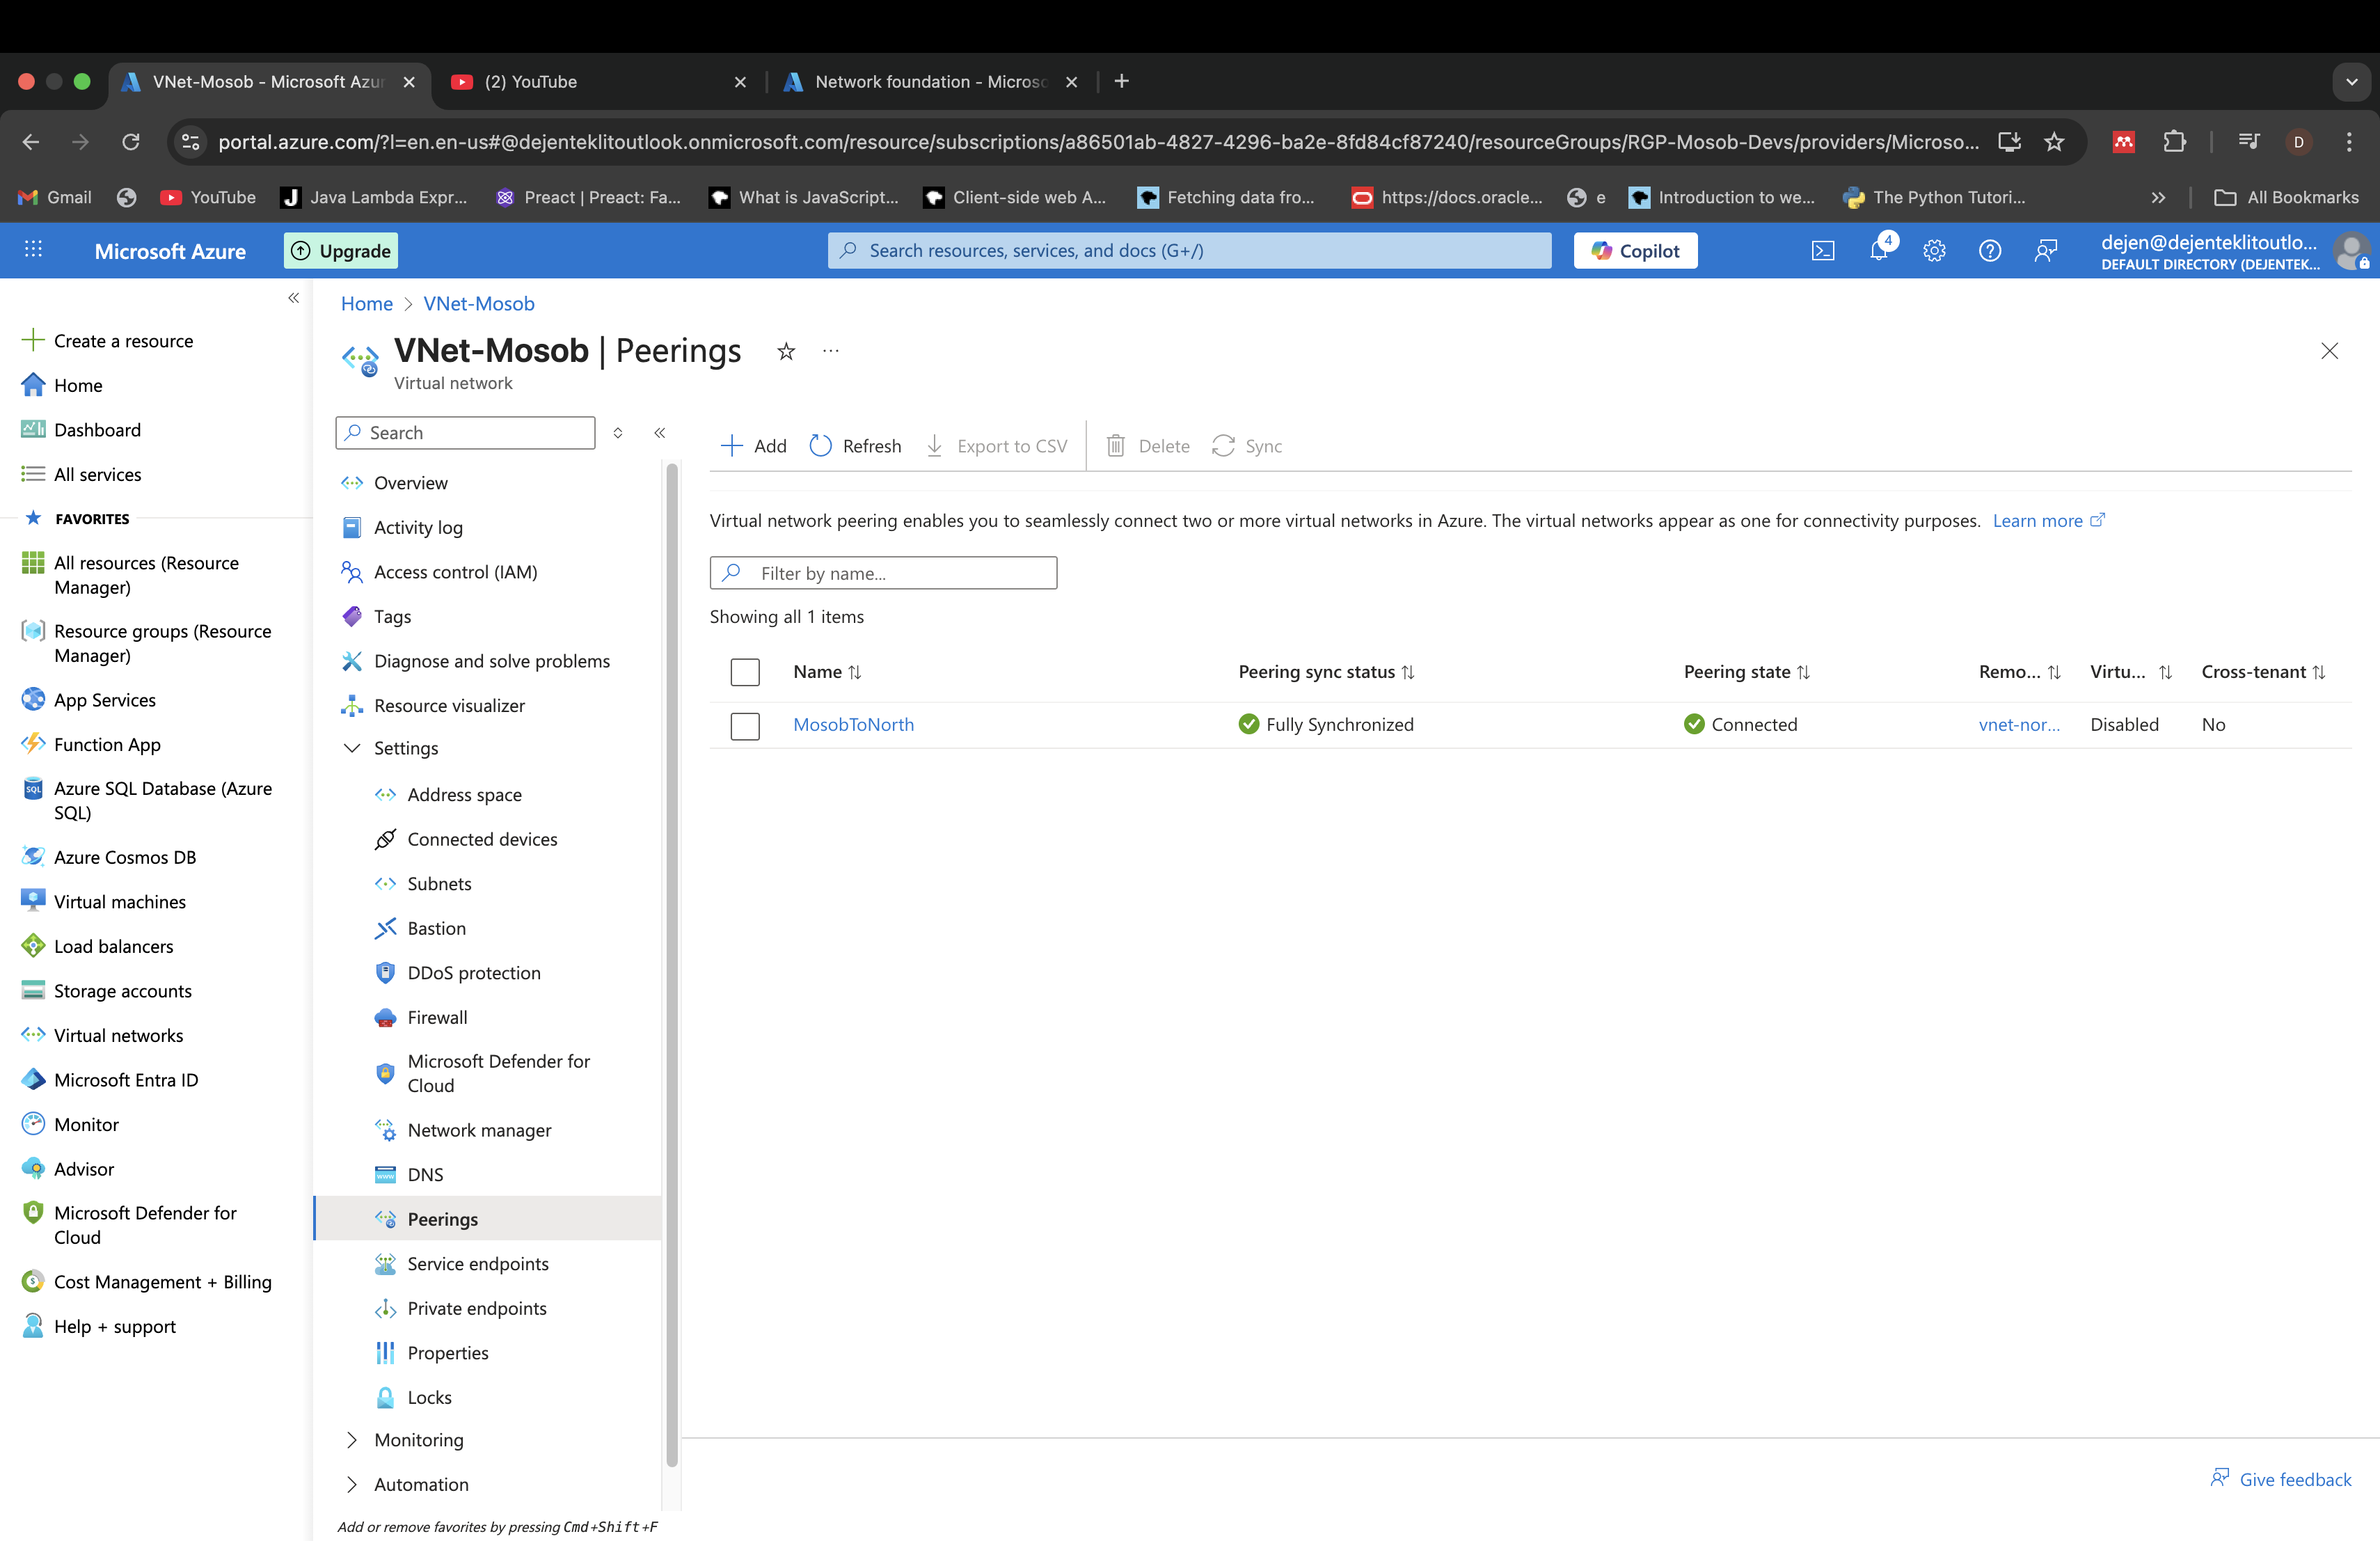 VNet-Mosob - Microsoft Azur
(2) YouTube
Network foundation - Microso
portal.azure.com/?l=en.en-us#@dejenteklitoutlook.onmicrosoft.com/resource/subscriptions/a86501ab-4827-4296-ba2e-8fd84cf87240/resourceGroups/RGP-Mosob-Devs/providers/Microso...
D
Gmail
YouTube
Java Lambda Expr...
Preact | Preact: Fa...
What is JavaScript...
Client-side web A...
Fetching data fro...
https://docs.oracle...
e
Introduction to we...
The Python Tutori...
All Bookmarks
Microsoft Azure
Upgrade
Search resources, services, and docs (G+/)
Copilot
4
dejen@dejenteklitoutlo...
DEFAULT DIRECTORY (DEJENTEK...
Create a resource
Home
Dashboard
All services
FAVORITES
All resources (Resource
Manager)
Resource groups (Resource
Manager)
App Services
Function App
Azure SQL Database (Azure
SQL)
Azure Cosmos DB
Virtual machines
Load balancers
Storage accounts
Virtual networks
Microsoft Entra ID
Monitor
Advisor
Microsoft Defender for
Cloud
Cost Management + Billing
Help + support
Home > VNet-Mosob
VNet-Mosob | Peerings
Virtual network
Search
Overview
Activity log
Access control (IAM)
Tags
Diagnose and solve problems
Resource visualizer
Settings
Address space
Connected devices
Subnets
Bastion
DDoS protection
Firewall
Microsoft Defender for
Cloud
Network manager
DNS
Peerings
Service endpoints
Private endpoints
Properties
Locks
Monitoring
Automation
Add or remove favorites by pressing Cmd+Shift+F
Add
Refresh
Export to CSV
Delete
Sync
Virtual network peering enables you to seamlessly connect two or more virtual networks in Azure. The virtual networks appear as one for connectivity purposes. Learn more
Filter by name...
Showing all 1 items
Name Peering sync status Peering state Remo... Virtu... Cross-tenant
MosobToNorth Fully Synchronized Connected vnet-nor... Disabled No
Give feedback